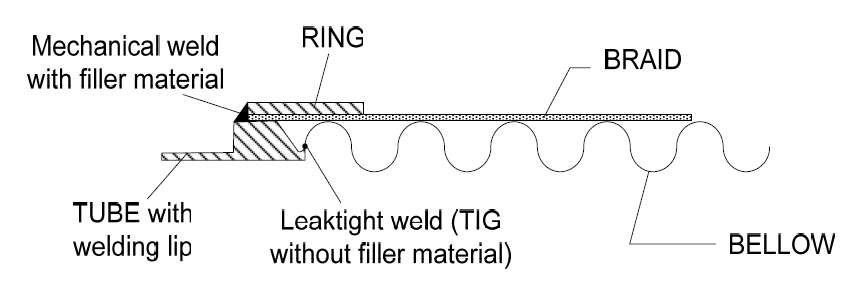 Mechanical weld
with filler material
RING
BRAID
TUBE with
welding lip
Leaktight weld (TIG
without filler material)
BELLOW